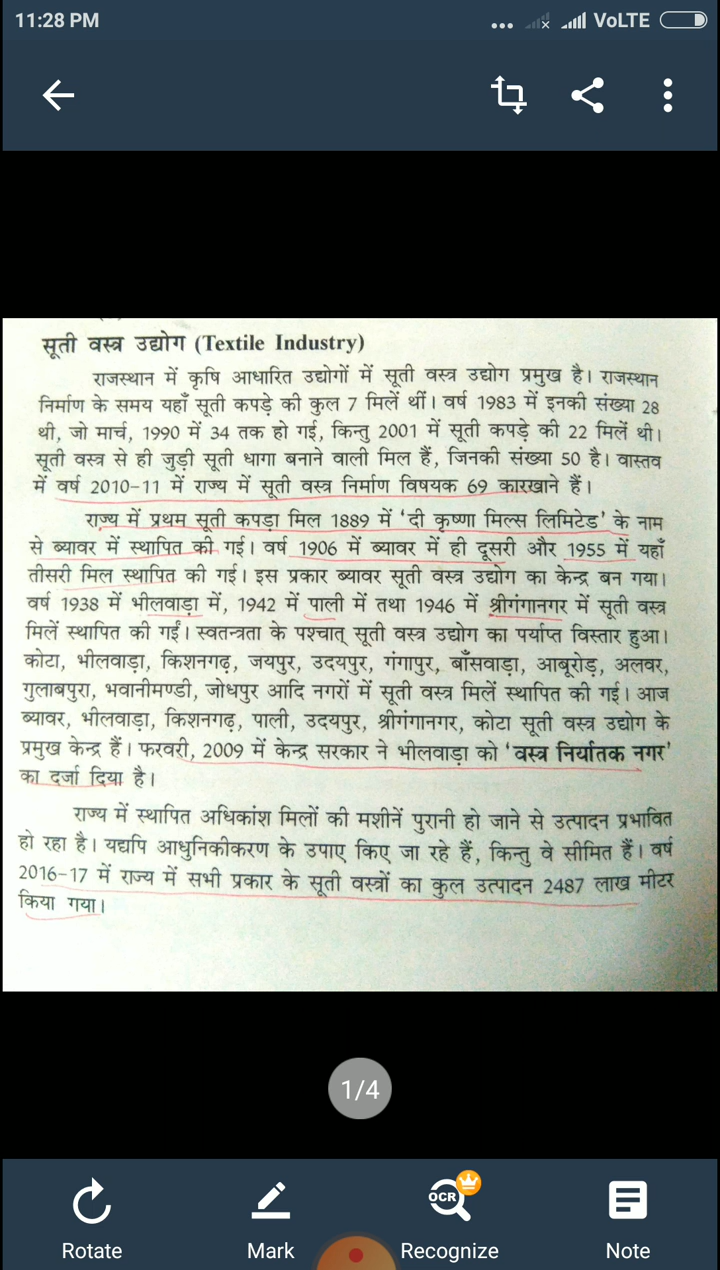 11:28 PM
VoLTE
सूती वस्त्र उद्योग (Textile Industry)
राजस्थान में कृषि आधारित उद्योगों में सूती वस्त्र उद्योग प्रमुख है। राजस्थान
निर्माण के समय यहाँ सूती कपड़े की कुल 7 मिलें थीं। वर्ष 1983 में इनकी संख्या 28
थी, जो मार्च, 1990 में 34 तक हो गई, किन्तु 2001 में सूती कपड़े की 22 मिलें थी।
सूती वस्त्र से ही जुड़ी सूती धागा बनाने वाली मिल हैं, जिनकी संख्या 50 है। वास्तव
में वर्ष 2010-11 में राज्य में सूती वस्त्र निर्माण विषयक 69 कारखाने हैं।
राज्य में प्रथम सूती कपड़ा मिल 1889 में ‘दी कृष्णा मिल्स लिमिटेड’ के नाम
से ब्यावर में स्थापित की गई। वर्ष 1906 में ब्यावर में ही दूसरी और 1955 में यहाँ
तीसरी मिल स्थापित की गई। इस प्रकार ब्यावर सूती वस्त्र उद्योग का केन्द्र बन गया।
वर्ष 1938 में भीलवाड़ा में, 1942 में पाली में तथा 1946 में श्रीगंगानगर में सूती वस्त्र
मिलें स्थापित की गईं। स्वतन्त्रता के पश्चात् सूती वस्त्र उद्योग का पर्याप्त विस्तार हुआ।
कोटा, भीलवाड़ा, किशनगढ़, जयपुर, उदयपुर, गंगापुर, बाँसवाड़ा, आबूरोड़, अलवर,
गुलाबपुरा, भवानीमण्डी, जोधपुर आदि नगरों में सूती वस्त्र मिलें स्थापित की गई। आज
ब्यावर, भीलवाड़ा, किशनगढ़, पाली, उदयपुर, श्रीगंगानगर, कोटा सूती वस्त्र उद्योग के
प्रमुख केन्द्र हैं। फरवरी, 2009 में केन्द्र सरकार ने भीलवाड़ा को ‘वस्त्र निर्यातक नगर’
का दर्जा दिया है।
राज्य में स्थापित अधिकांश मिलों की मशीनें पुरानी हो जाने से उत्पादन प्रभावित
हो रहा है। यद्यपि आधुनिकीकरण के उपाए किए जा रहे हैं, किन्तु वे सीमित हैं। वर्ष
2016-17 में राज्य में सभी प्रकार के सूती वस्त्रों का कुल उत्पादन 2487 लाख मीटर
किया गया।
1/4
OCR
Rotate Mark Recognize Note